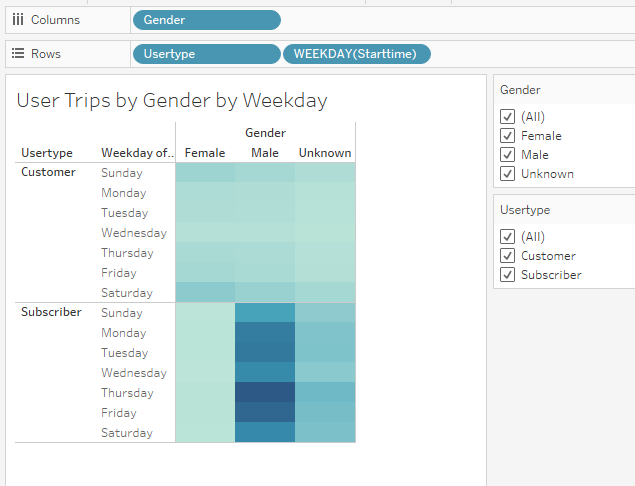 Columns
Gender
Rows
Usertype
WEEKDAY(Starttime)
User Trips by Gender by Weekday
Gender
Usertype Weekday of.. Female Male Unknown
Customer Sunday
Monday
Tuesday
Wednesday
Thursday
Friday
Saturday
Subscriber Sunday
Monday
Tuesday
Wednesday
Thursday
Friday
Saturday
Gender
(All)
Female
Male
Unknown
Usertype
(All)
Customer
Subscriber